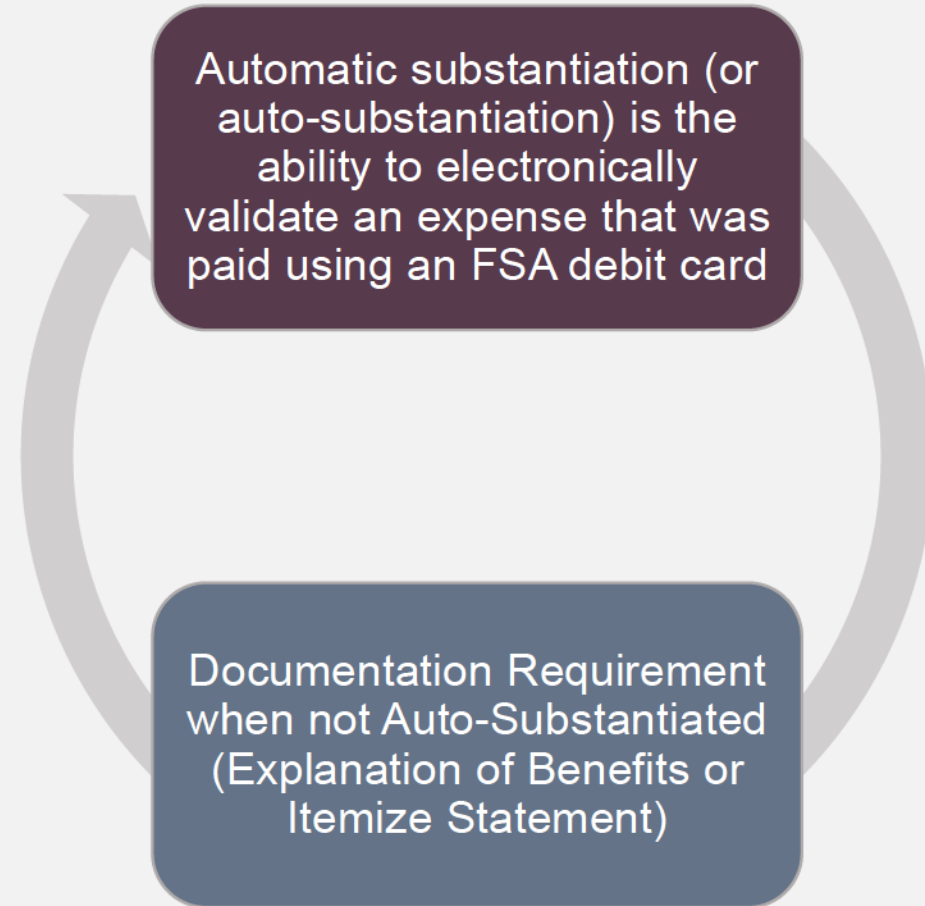 Automatic substantiation (or
auto-substantiation) is the
ability to electronically
validate an expense that was
paid using an FSA debit card
Documentation Requirement
when not Auto-Substantiated
(Explanation of Benefits or
Itemize Statement)